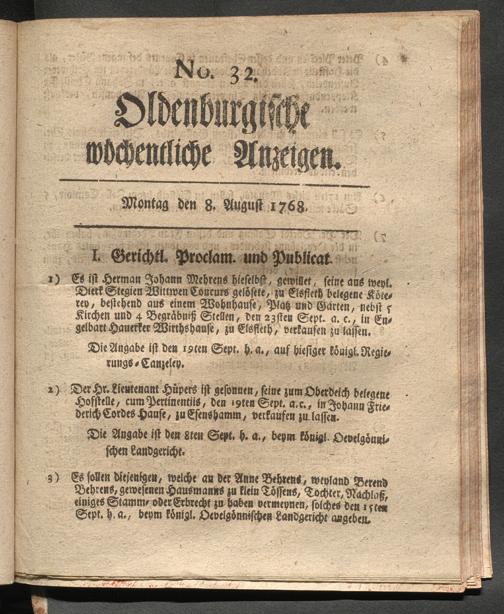 No. 32.
Oldenburgische
wöchentliche Anzeigen.
Montag den 8. August 1768.
I. Gerichtl. Proclam. und Publicat.
1) Es ist Herman Johann Mehrens hieselbst, gewillet, seine aus weyl.
Dierk Stegien Wittwen Concurs gelösete, zu Elsfleth belegene Köte-
rey, bestehend aus einem Wohnhause, Platz und Garten, nebst 5
Kirchen und 4 Begräbniß Stellen, den 23sten Sept. a. c., in En-
gelbart Hauerker Wirthshause, zu Elsfleth, verkaufen zu lassen.
Die Angabe ist den 19ten Sept. h. a., auf hiesiger königl. Regie-
rungs-Canzeley.
2) Der Hr. Lieutenant Hüpers ist gesonnen, seine zum Oberdeich belegene
Hofstelle, cum Pertinentiis, den 19ten Sept. a. c., in Johann Frie-
derich Cordes Hause, zu Esenshamm, verkaufen zu lassen.
Die Angabe ist den 8ten Sept. h. a., beym königl. Oevelgönni-
schen Landgericht.
3) Es sollen diejenigen, welche an der Anne Behrens, weyland Berend
Behrens, gewesenen Hausmanns zu klein Tössens, Tochter, Nachlaß,
einiges Stamm- oder Erbrecht zu haben vermeynen, solches den 15ten
Sept. h. a., beym königl. Oevelgönnischen Landgericht angeben.